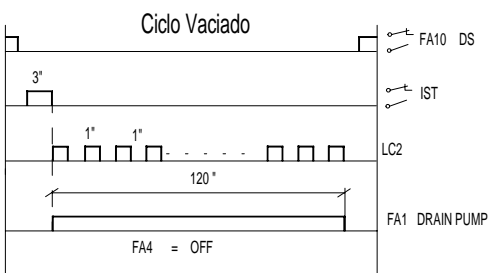 Ciclo Vaciado
FA10 DS
3"
IST
1" 1"
LC2
120 "
FA1 DRAIN PUMP
FA4 = OFF